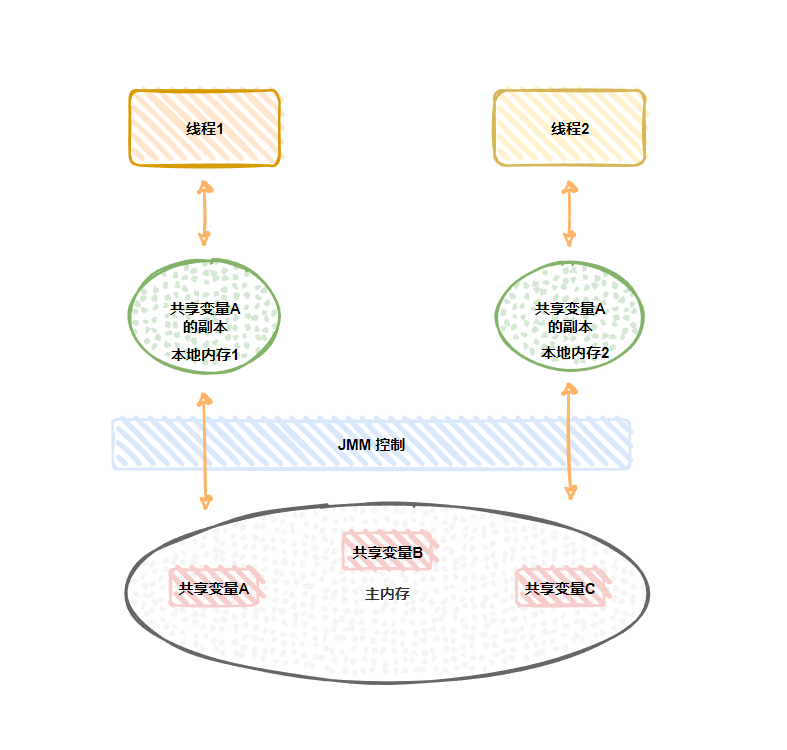 线程1
线程2
共享变量A
的副本
本地内存1
共享变量A
的副本
本地内存2
JMM 控制
共享变量B
共享变量A
共享变量C
主内存